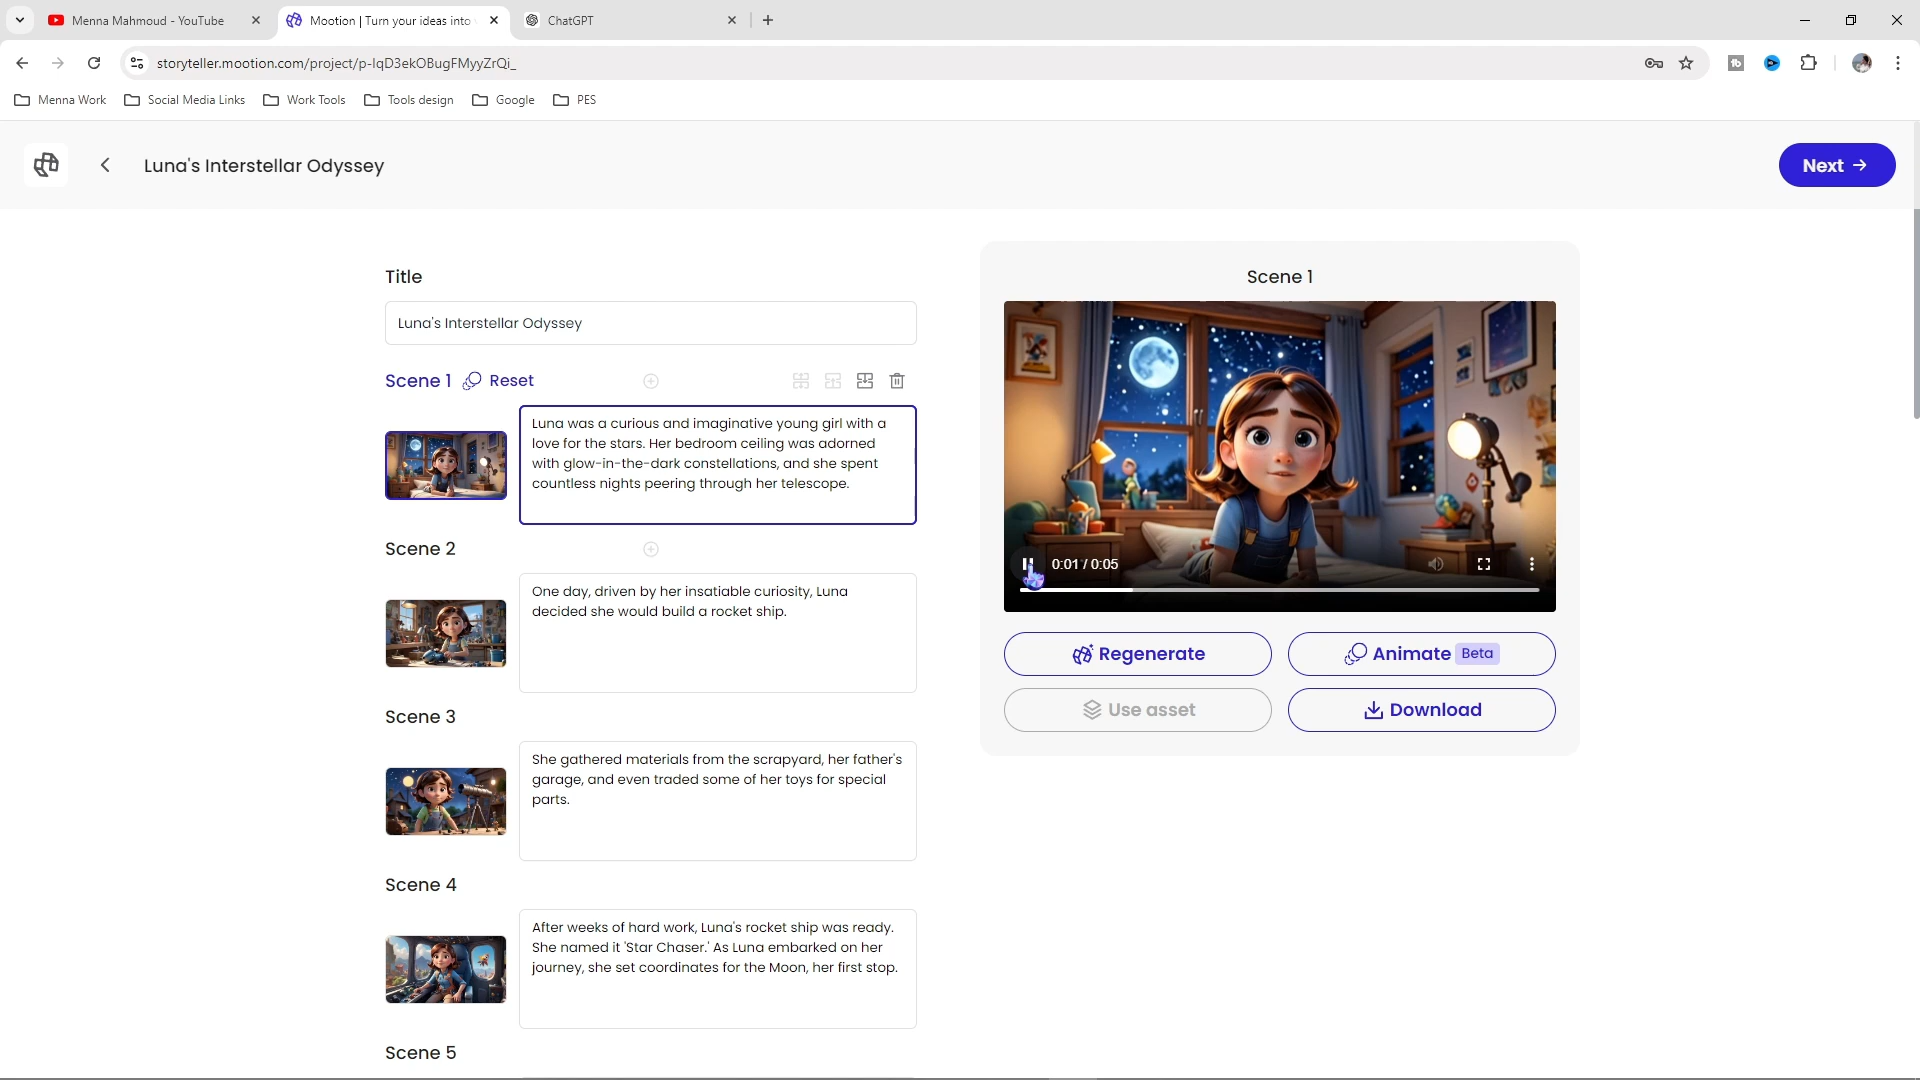 Menna Mahmoud - YouTube
Mootion | Turn your ideas into
ChatGPT
storyteller.mootion.com/project/p-IqD3ekOBugFMyyZrQi_
Menna Work
Social Media Links
Work Tools
Tools design
Google
PES
Luna's Interstellar Odyssey
Next →
Title
Luna's Interstellar Odyssey
Scene 1
Reset
Luna was a curious and imaginative young girl with a
love for the stars. Her bedroom ceiling was adorned
with glow-in-the-dark constellations, and she spent
countless nights peering through her telescope.
Scene 2
One day, driven by her insatiable curiosity, Luna
decided she would build a rocket ship.
Scene 3
She gathered materials from the scrapyard, her father's
garage, and even traded some of her toys for special
parts.
Scene 4
After weeks of hard work, Luna's rocket ship was ready.
She named it 'Star Chaser.' As Luna embarked on her
journey, she set coordinates for the Moon, her first stop.
Scene 5
Scene 1
0:01 / 0:05
Regenerate
Animate Beta
Use asset
Download